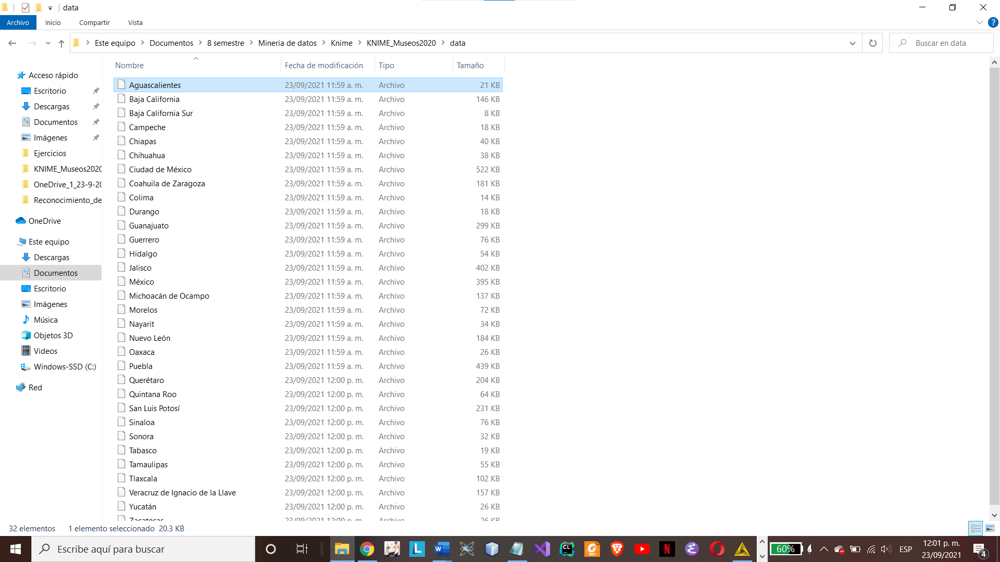 data
Archivo Inicio Compartir Vista
Este equipo Documentos 8 semestre Mineria de datos Knime KNIME_Museos2020 data
Buscar en data
Acceso rápido
Escritorio
Descargas
Documentos
Imágenes
Ejercicios
KNIME_Museos2020
OneDrive_1_23-9-20
Reconocimiento_de
OneDrive
Este equipo
Descargas
Documentos
Escritorio
Imágenes
Música
Objetos 3D
Videos
Windows-SSD (C:)
Red
Nombre Fecha de modificación Tipo Tamaño
Aguascalientes 23/09/2021 11:59 a. m. Archivo 21 KB
Baja California 23/09/2021 11:59 a. m. Archivo 146 KB
Baja California Sur 23/09/2021 11:59 a. m. Archivo 8 KB
Campeche 23/09/2021 11:59 a. m. Archivo 18 KB
Chiapas 23/09/2021 11:59 a. m. Archivo 40 KB
Chihuahua 23/09/2021 11:59 a. m. Archivo 38 KB
Ciudad de México 23/09/2021 11:59 a. m. Archivo 522 KB
Coahuila de Zaragoza 23/09/2021 11:59 a. m. Archivo 181 KB
Colima 23/09/2021 11:59 a. m. Archivo 14 KB
Durango 23/09/2021 11:59 a. m. Archivo 18 KB
Guanajuato 23/09/2021 11:59 a. m. Archivo 299 KB
Guerrero 23/09/2021 11:59 a. m. Archivo 76 KB
Hidalgo 23/09/2021 11:59 a. m. Archivo 54 KB
Jalisco 23/09/2021 11:59 a. m. Archivo 402 KB
México 23/09/2021 11:59 a. m. Archivo 395 KB
Michoacán de Ocampo 23/09/2021 11:59 a. m. Archivo 137 KB
Morelos 23/09/2021 11:59 a. m. Archivo 72 KB
Nayarit 23/09/2021 11:59 a. m. Archivo 34 KB
Nuevo León 23/09/2021 11:59 a. m. Archivo 184 KB
Oaxaca 23/09/2021 11:59 a. m. Archivo 26 KB
Puebla 23/09/2021 11:59 a. m. Archivo 439 KB
Querétaro 23/09/2021 12:00 p. m. Archivo 204 KB
Quintana Roo 23/09/2021 12:00 p. m. Archivo 64 KB
San Luis Potosí 23/09/2021 12:00 p. m. Archivo 231 KB
Sinaloa 23/09/2021 12:00 p. m. Archivo 76 KB
Sonora 23/09/2021 12:00 p. m. Archivo 32 KB
Tabasco 23/09/2021 12:00 p. m. Archivo 19 KB
Tamaulipas 23/09/2021 12:00 p. m. Archivo 55 KB
Tlaxcala 23/09/2021 12:00 p. m. Archivo 102 KB
Veracruz de Ignacio de la Llave 23/09/2021 12:00 p. m. Archivo 157 KB
Yucatán 23/09/2021 12:00 p. m. Archivo 26 KB
Zacatecas 23/09/2021 12:00 p. m. Archivo 26 KB
32 elementos 1 elemento seleccionado 20.3 KB
Escribe aquí para buscar
60% ESP 12:01 p. m.
23/09/2021
4